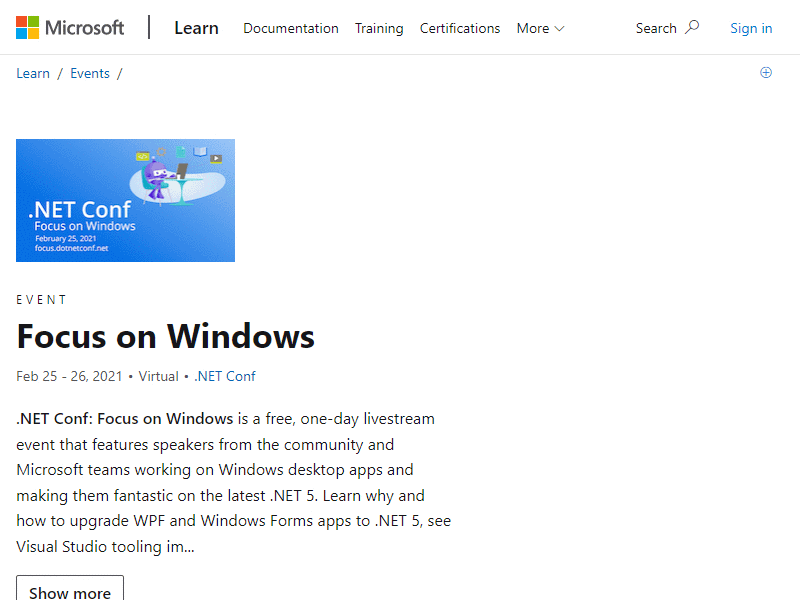 Microsoft
Learn
Documentation
Training
Certifications
More
Search
Sign in
Learn / Events /
.NET Conf
Focus on Windows
February 25, 2021
focus.dotnetconf.net
EVENT
Focus on Windows
Feb 25 - 26, 2021 • Virtual • .NET Conf
.NET Conf: Focus on Windows is a free, one-day livestream
event that features speakers from the community and
Microsoft teams working on Windows desktop apps and
making them fantastic on the latest .NET 5. Learn why and
how to upgrade WPF and Windows Forms apps to .NET 5, see
Visual Studio tooling im...
Show more